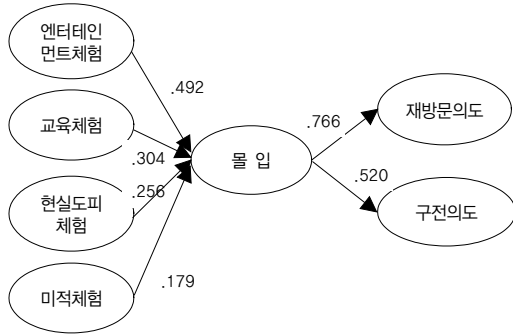 엔터테인
먼트체험
.492
교육체험
.304
몰 입
.766
재방문의도
현실도피
체험
.256
.520
구전의도
미적체험
.179